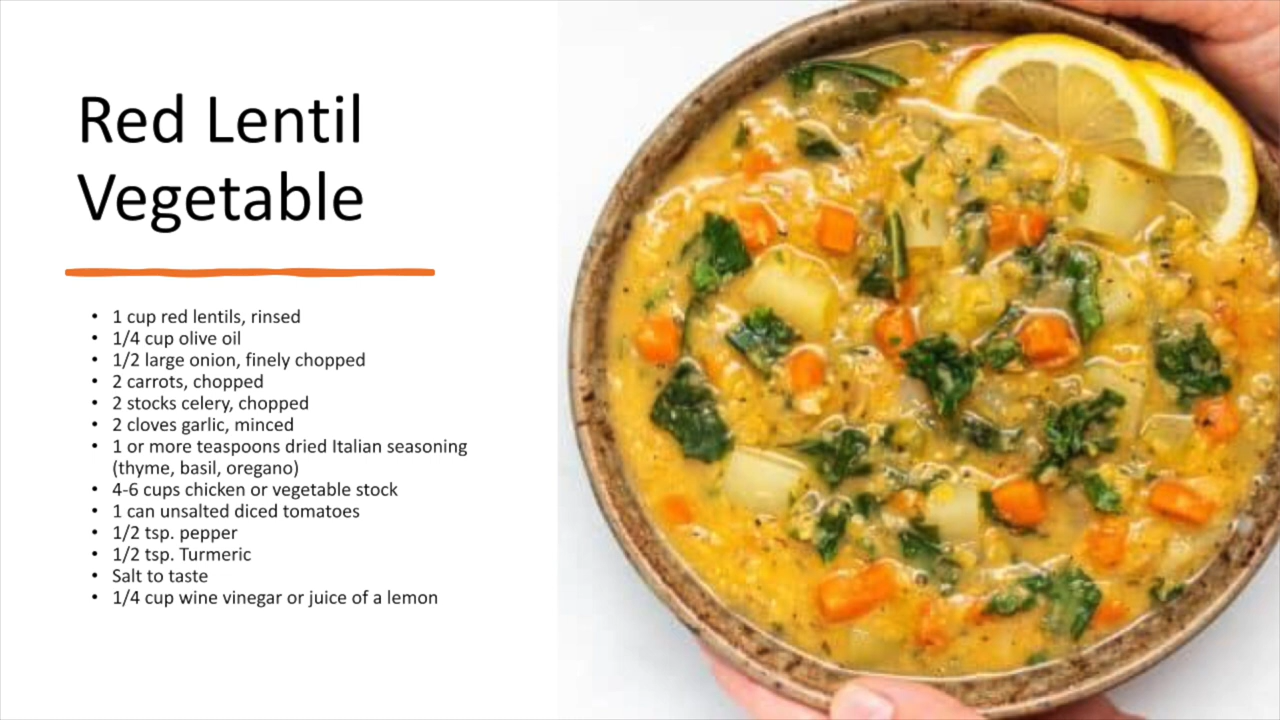 Red Lentil
Vegetable
• 1 cup red lentils, rinsed
• 1/4 cup olive oil
• 1/2 large onion, finely chopped
• 2 carrots, chopped
• 2 stocks celery, chopped
• 2 cloves garlic, minced
• 1 or more teaspoons dried Italian seasoning
(thyme, basil, oregano)
• 4-6 cups chicken or vegetable stock
• 1 can unsalted diced tomatoes
• 1/2 tsp. pepper
• 1/2 tsp. Turmeric
• Salt to taste
• 1/4 cup wine vinegar or juice of a lemon